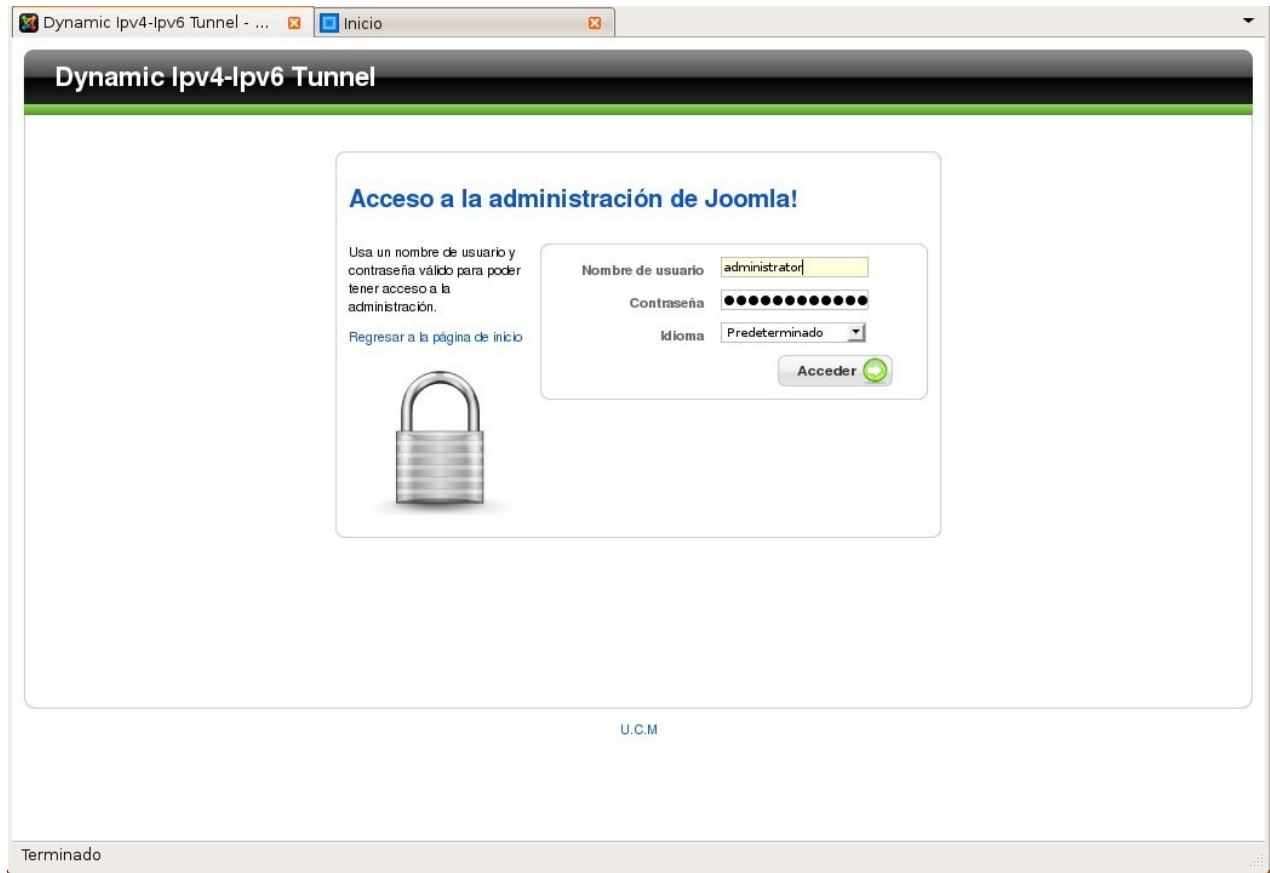 Dynamic Ipv4-Ipv6 Tunnel - ...
Inicio
Dynamic Ipv4-Ipv6 Tunnel
Acceso a la administración de Joomla!
Usa un nombre de usuario y
contraseña válido para poder
tener acceso a la
administración.
Regresar a la página de inicio
Nombre de usuario administrator
Contraseña ●●●●●●●●●●●●
Idioma Predeterminado
Acceder
U.C.M
Terminado